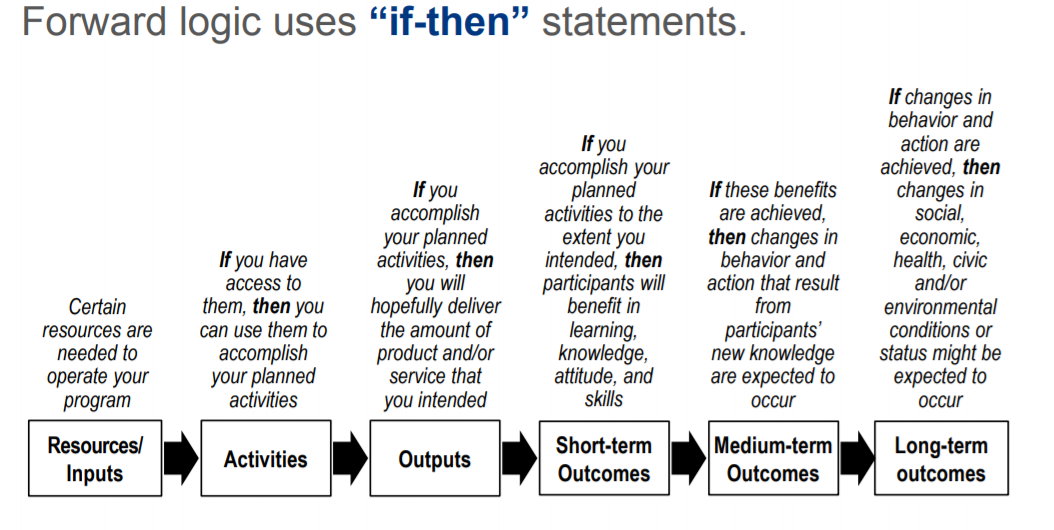 Forward logic uses “if-then” statements.
Certain
resources are
needed to
operate your
program
If you have
access to
them, then you
can use them to
accomplish
your planned
activities
If you
accomplish
your planned
activities, then
you will
hopefully deliver
the amount of
product and/or
service that
you intended
If you
accomplish your
planned
activities to the
extent you
intended, then
participants will
benefit in
learning,
knowledge,
attitude, and
skills
If these benefits
are achieved,
then changes in
behavior and
action that result
from
participants’
new knowledge
are expected to
occur
If changes in
behavior and
action are
achieved, then
changes in
social,
economic,
health, civic
and/or
environmental
conditions or
status might be
expected to
occur
Resources/
Inputs
Activities
Outputs
Short-term
Outcomes
Medium-term
Outcomes
Long-term
outcomes